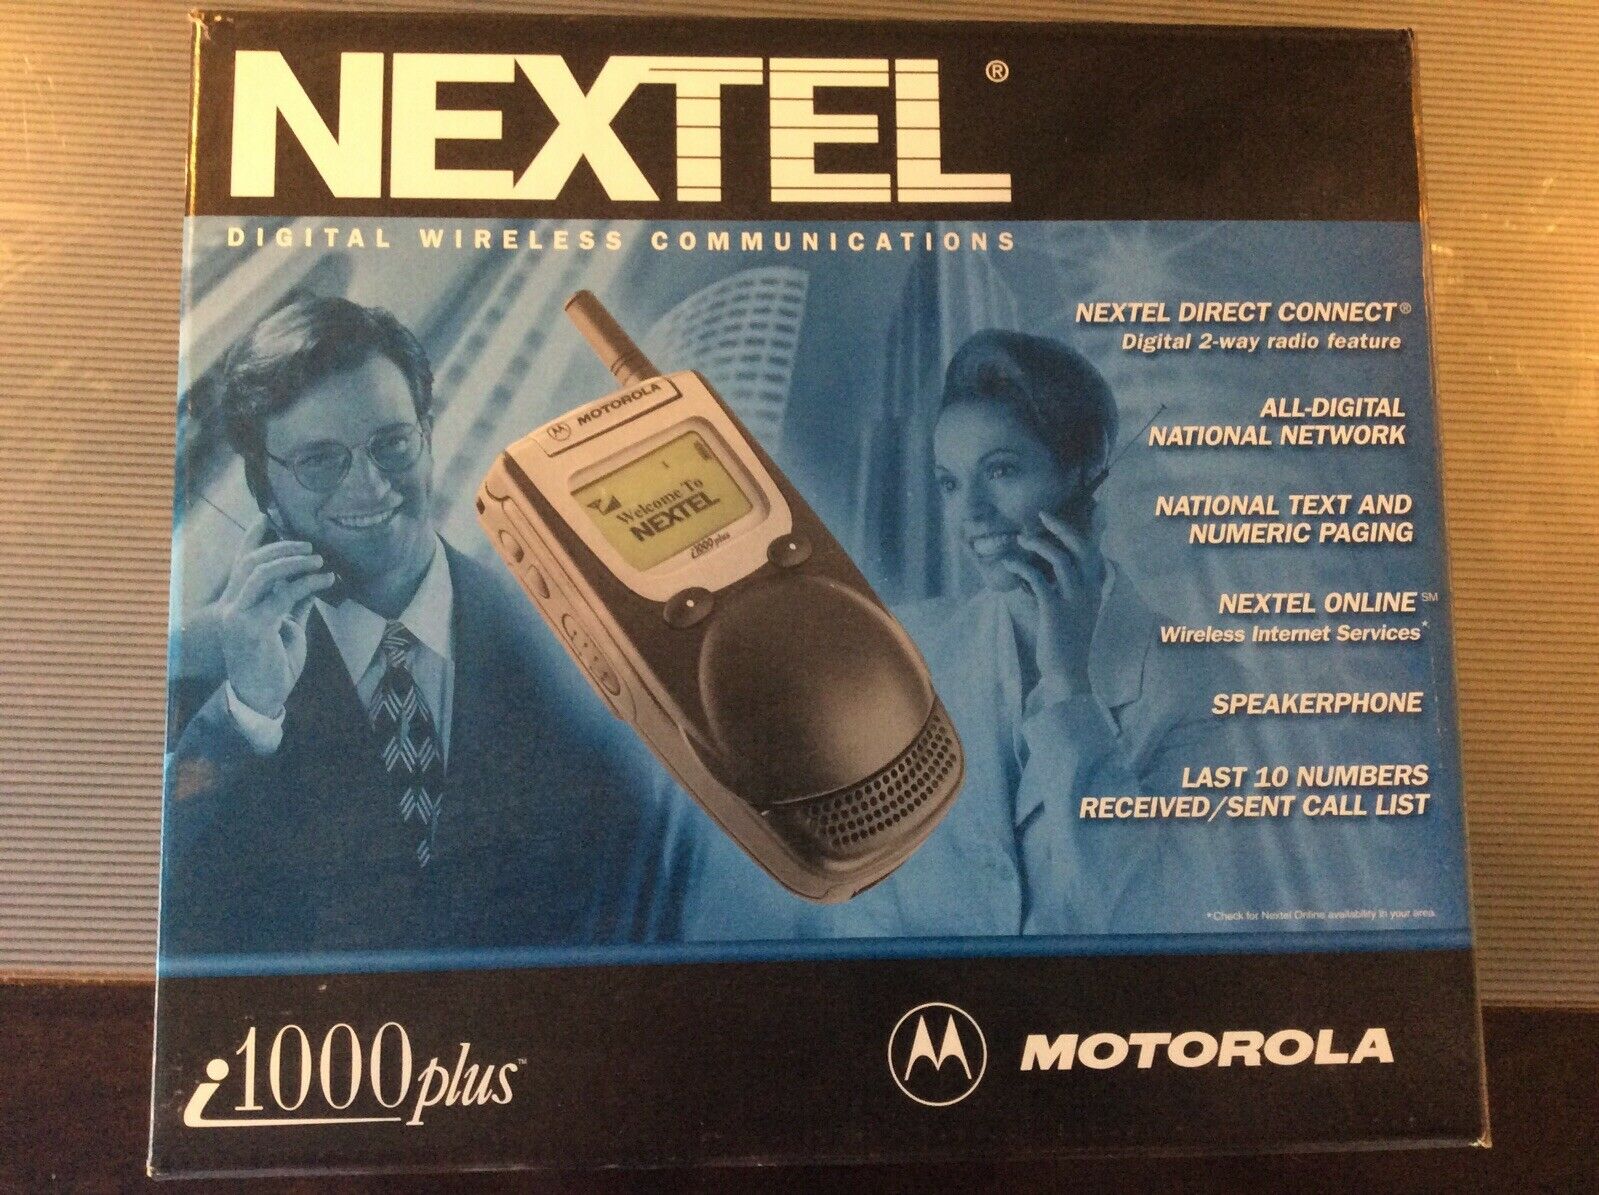 NEXTEL®
DIGITAL WIRELESS COMMUNICATIONS
MOTOROLA
Welcome To
NEXTEL
i1000plus
NEXTEL DIRECT CONNECT®
Digital 2-way radio feature
ALL-DIGITAL
NATIONAL NETWORK
NATIONAL TEXT AND
NUMERIC PAGING
NEXTEL ONLINE℠
Wireless Internet Services*
SPEAKERPHONE
LAST 10 NUMBERS
RECEIVED/SENT CALL LIST
*Check for Nextel Online availability in your area.
i1000plus™
MOTOROLA